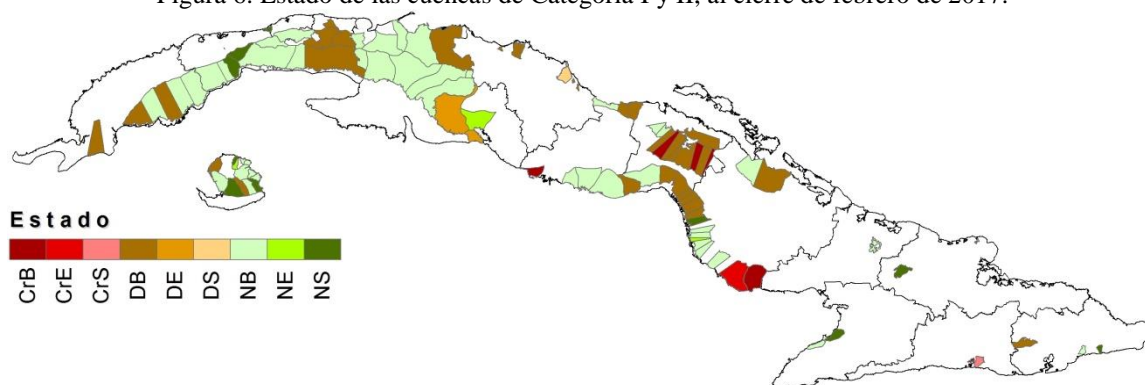 Figura 6. Estado de las cuencas de Categoría I y II, al cierre de febrero de 2017.
Estado
CrB
CrE
CrS
DB
DE
DS
NB
NE
NS